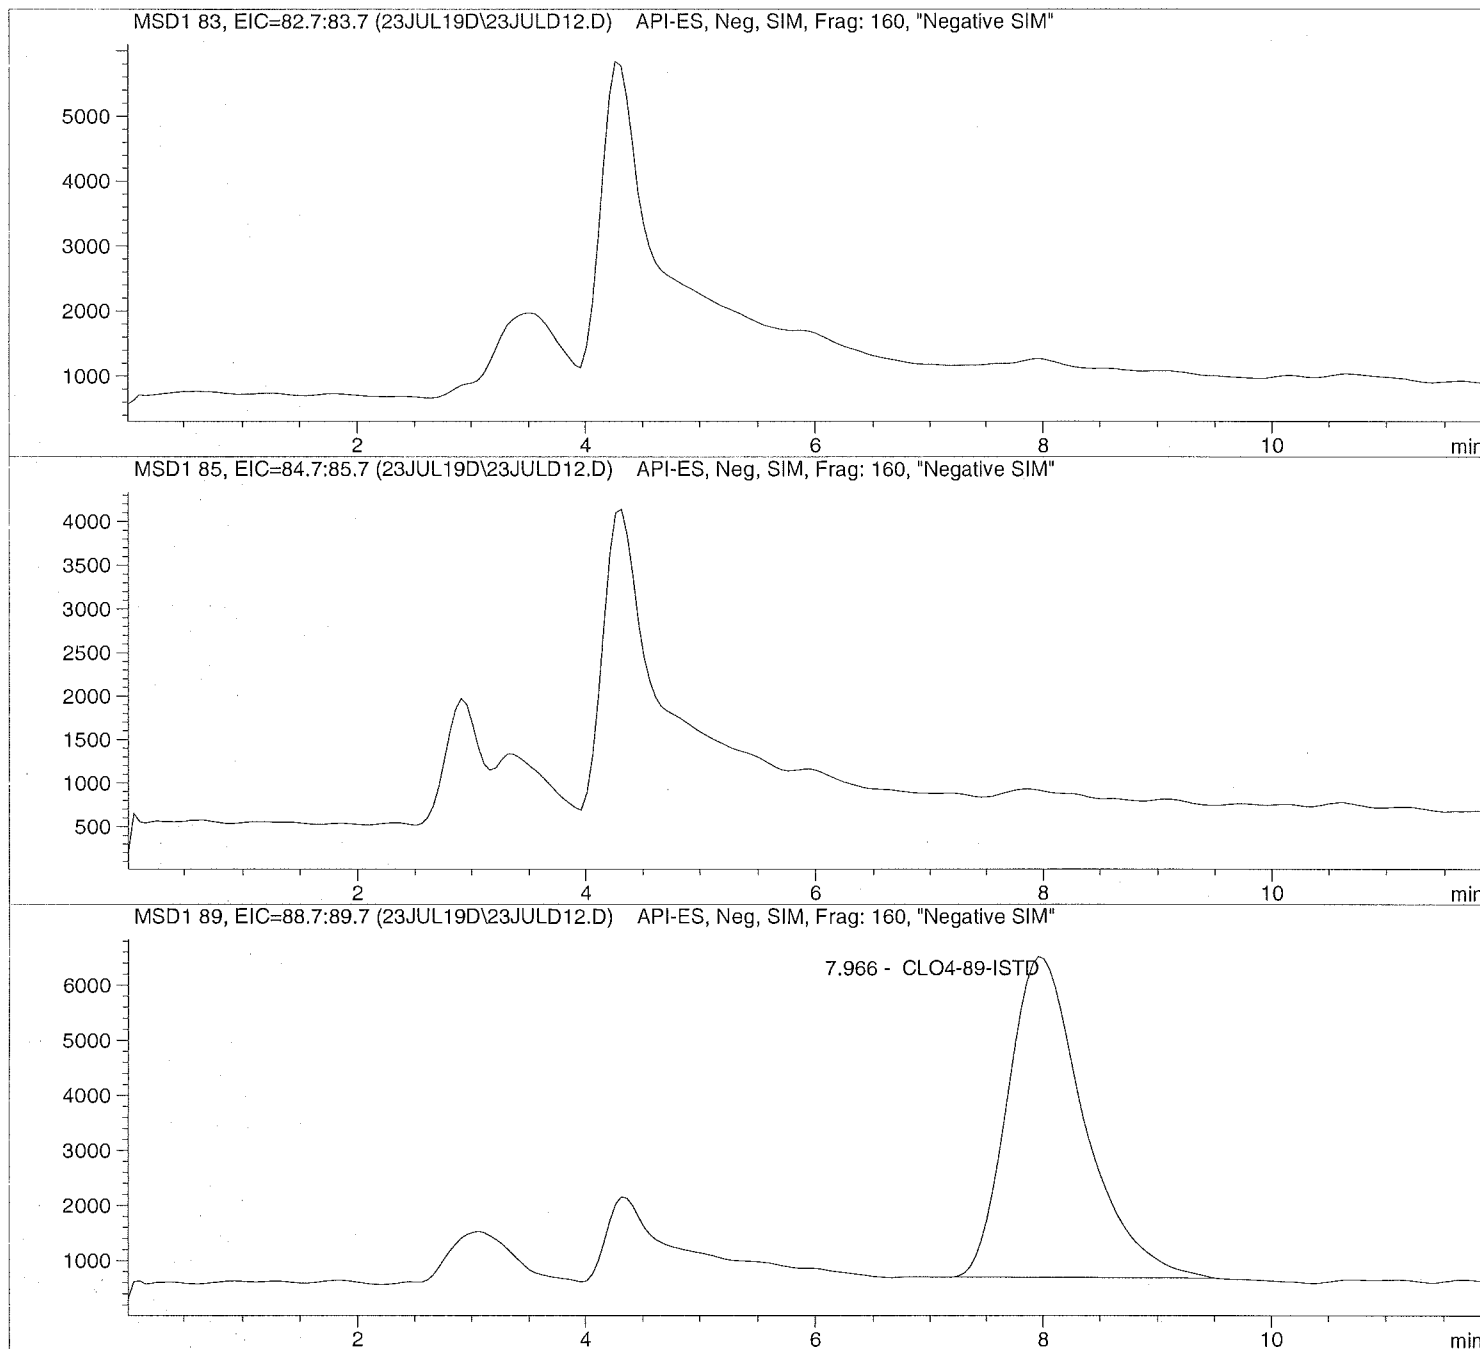 MSD1 83, EIC=82.7:83.7 (23JUL19D\23JULD12.D) API-ES, Neg, SIM, Frag: 160, "Negative SIM"
5000
4000
3000
2000
1000
2 4 6 8 10 min
MSD1 85, EIC=84.7:85.7 (23JUL19D\23JULD12.D) API-ES, Neg, SIM, Frag: 160, "Negative SIM"
4000
3500
3000
2500
2000
1500
1000
500
2 4 6 8 10 min
MSD1 89, EIC=88.7:89.7 (23JUL19D\23JULD12.D) API-ES, Neg, SIM, Frag: 160, "Negative SIM"
7.966 - CLO4-89-ISTD
6000
5000
4000
3000
2000
1000
2 4 6 8 10 min